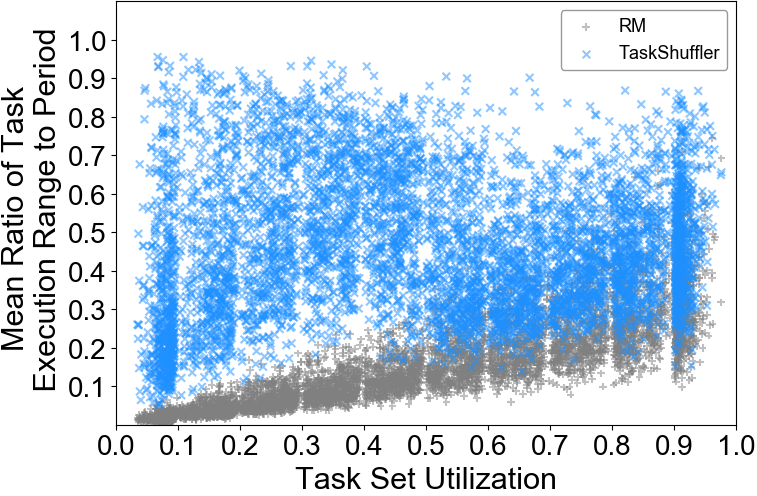 Mean Ratio of Task
Execution Range to Period
1.0
0.9
0.8
0.7
0.6
0.5
0.4
0.3
0.2
0.1
RM
TaskShuffler
0.0 0.1 0.2 0.3 0.4 0.5 0.6 0.7 0.8 0.9 1.0
Task Set Utilization